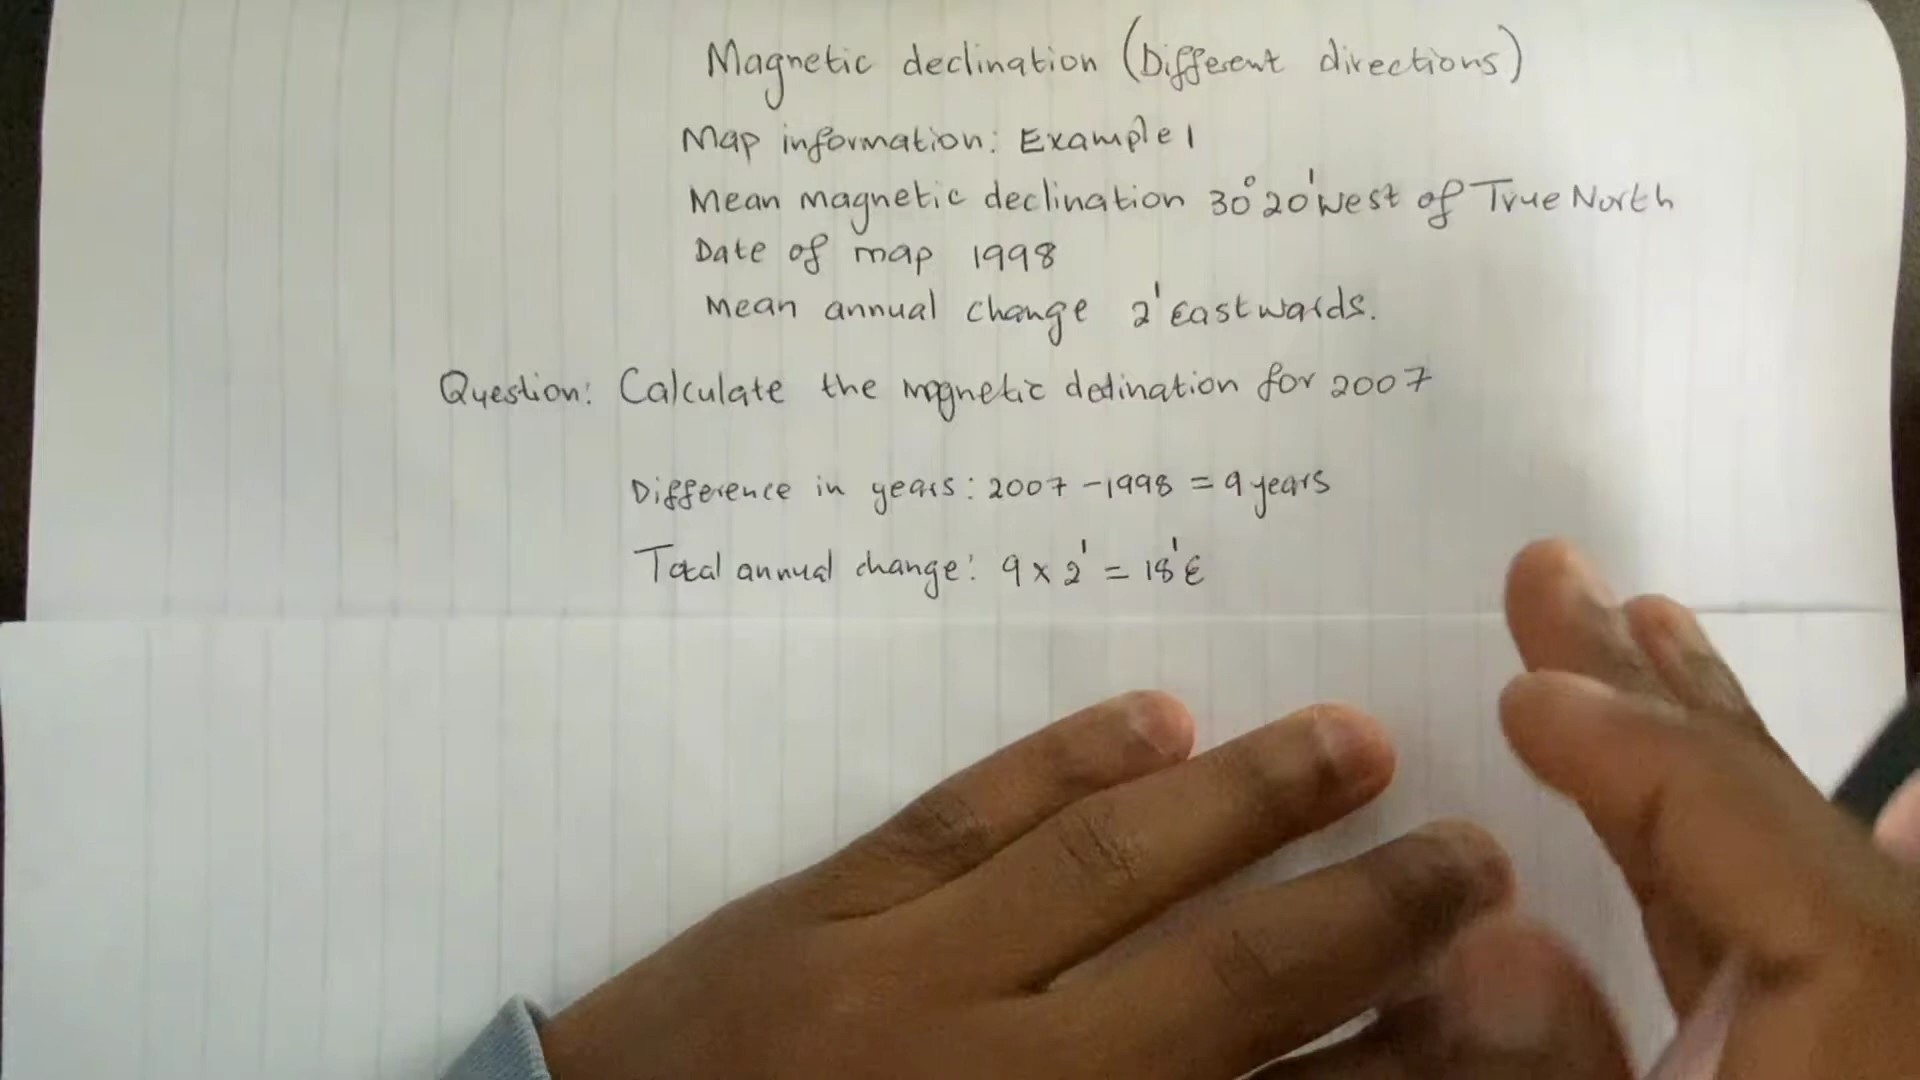 Magnetic declination (Different directions)
Map information: Example 1
Mean magnetic declination 30°20' West of True North
Date of map 1998
Mean annual change 2' Eastwards.
Question: Calculate the magnetic declination for 2007
Difference in years: 2007 - 1998 = 9 years
Total annual change: 9 x 2' = 18'E